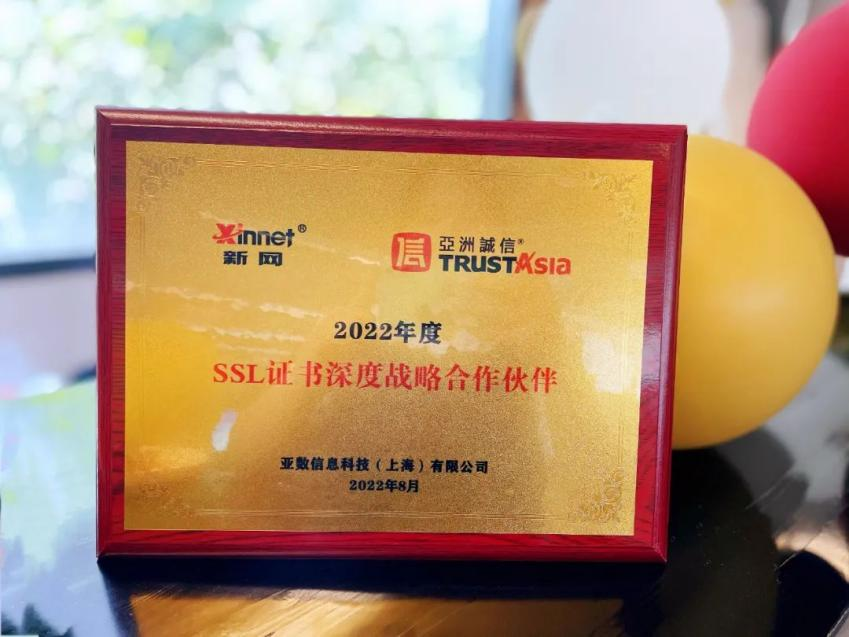 xinnet®
新网
信 亞洲誠信®
TRUSTAsia
2022年度
SSL证书深度战略合作伙伴
亚数信息科技（上海）有限公司
2022年8月